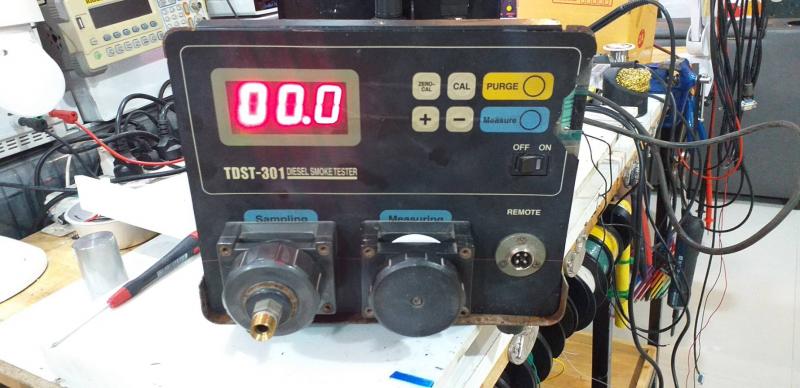 00.0
ZERO-
CAL
CAL
PURGE
+
−
Measure
OFF ON
TDST-301 DIESEL SMOKE TESTER
REMOTE
Sampling
Measuring